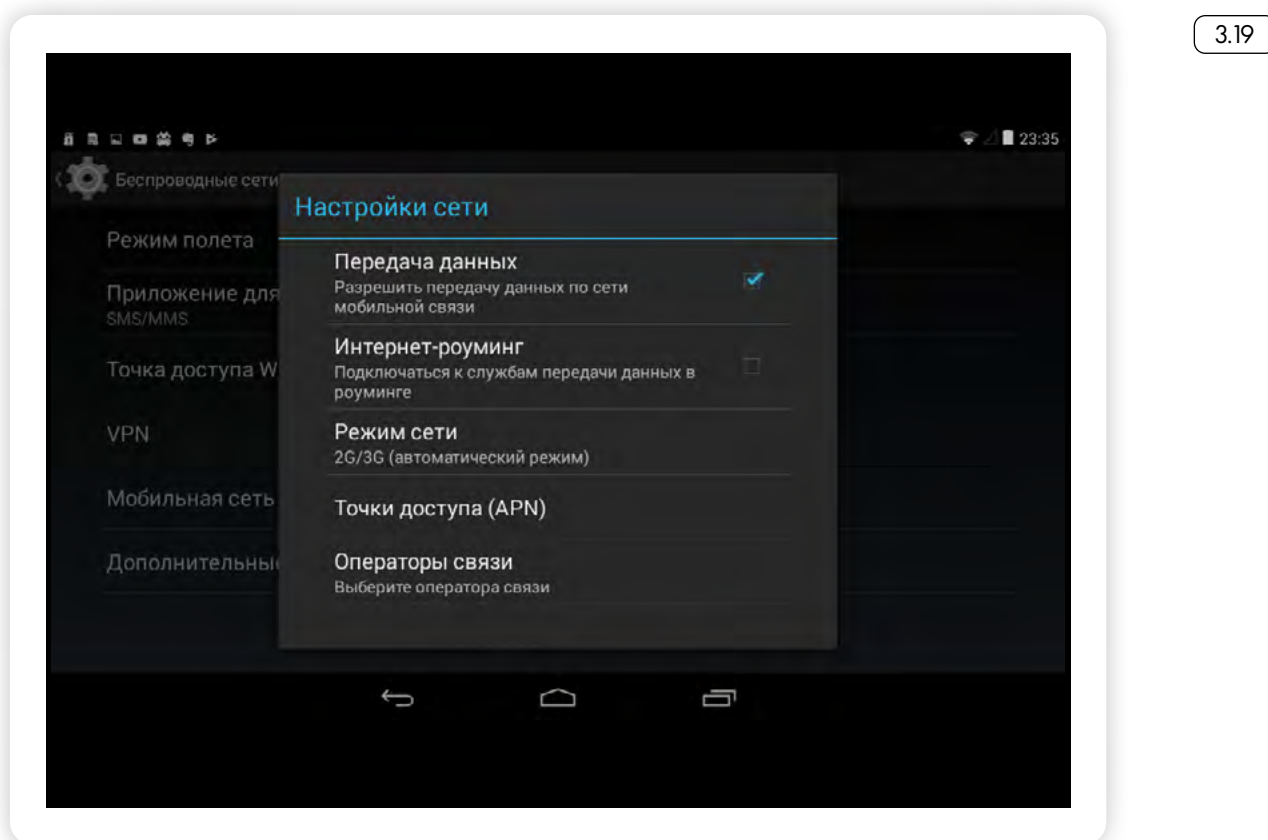 3.19
23:35
Беспроводные сети
Настройки сети
Режим полета
Передача данных
Разрешить передачу данных по сети
мобильной связи
Приложение для
SMS/MMS
Интернет-роуминг
Подключаться к службам передачи данных в
роуминге
Точка доступа W
Режим сети
2G/3G (автоматический режим)
VPN
Мобильная сеть
Точки доступа (APN)
Дополнительны
Операторы связи
Выберите оператора связи